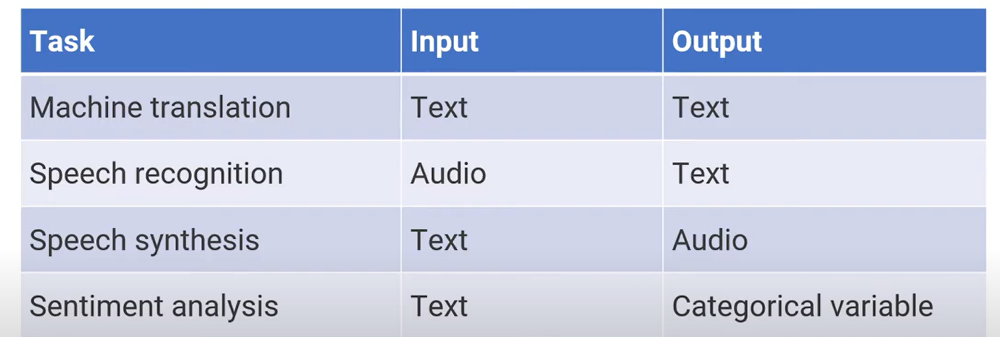 Task Input Output
Machine translation Text Text
Speech recognition Audio Text
Speech synthesis Text Audio
Sentiment analysis Text Categorical variable